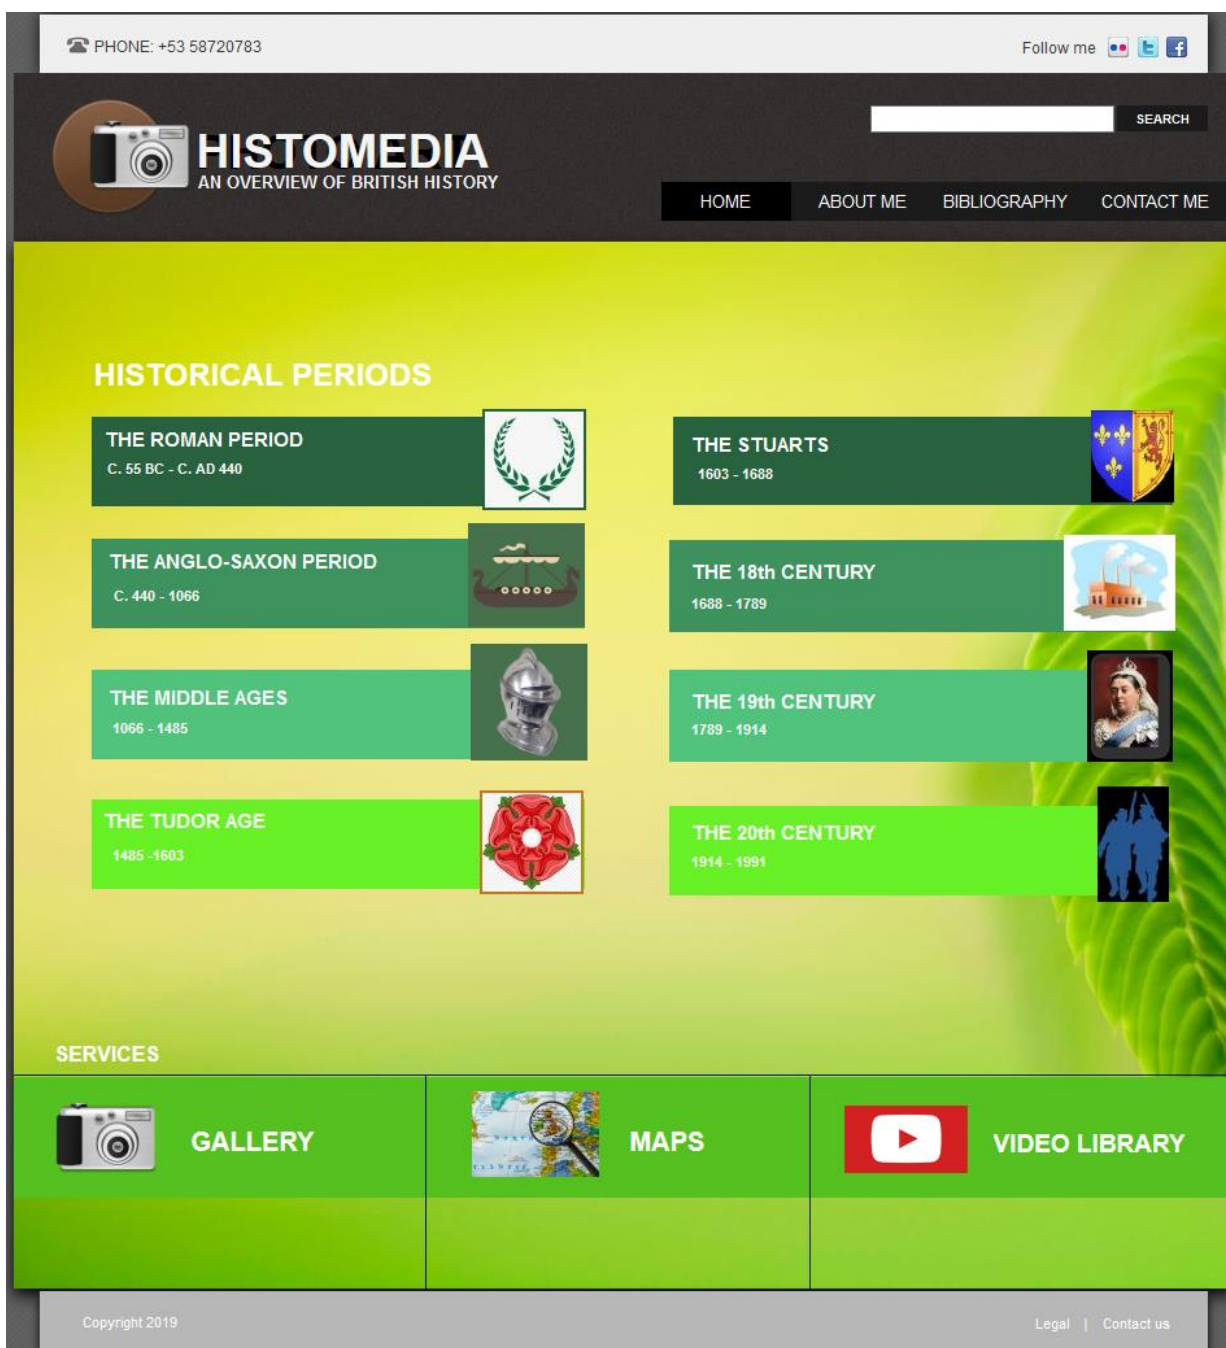 PHONE: +53 58720783
Follow me
HISTOMEDIA
AN OVERVIEW OF BRITISH HISTORY
SEARCH
HOME ABOUT ME BIBLIOGRAPHY CONTACT ME
HISTORICAL PERIODS
THE ROMAN PERIOD
C. 55 BC - C. AD 440
THE ANGLO-SAXON PERIOD
C. 440 - 1066
THE MIDDLE AGES
1066 - 1485
THE TUDOR AGE
1485 -1603
THE STUARTS
1603 - 1688
THE 18th CENTURY
1688 - 1789
THE 19th CENTURY
1789 - 1914
THE 20th CENTURY
1914 - 1991
SERVICES
GALLERY
MAPS
VIDEO LIBRARY
Copyright 2019
Legal | Contact us